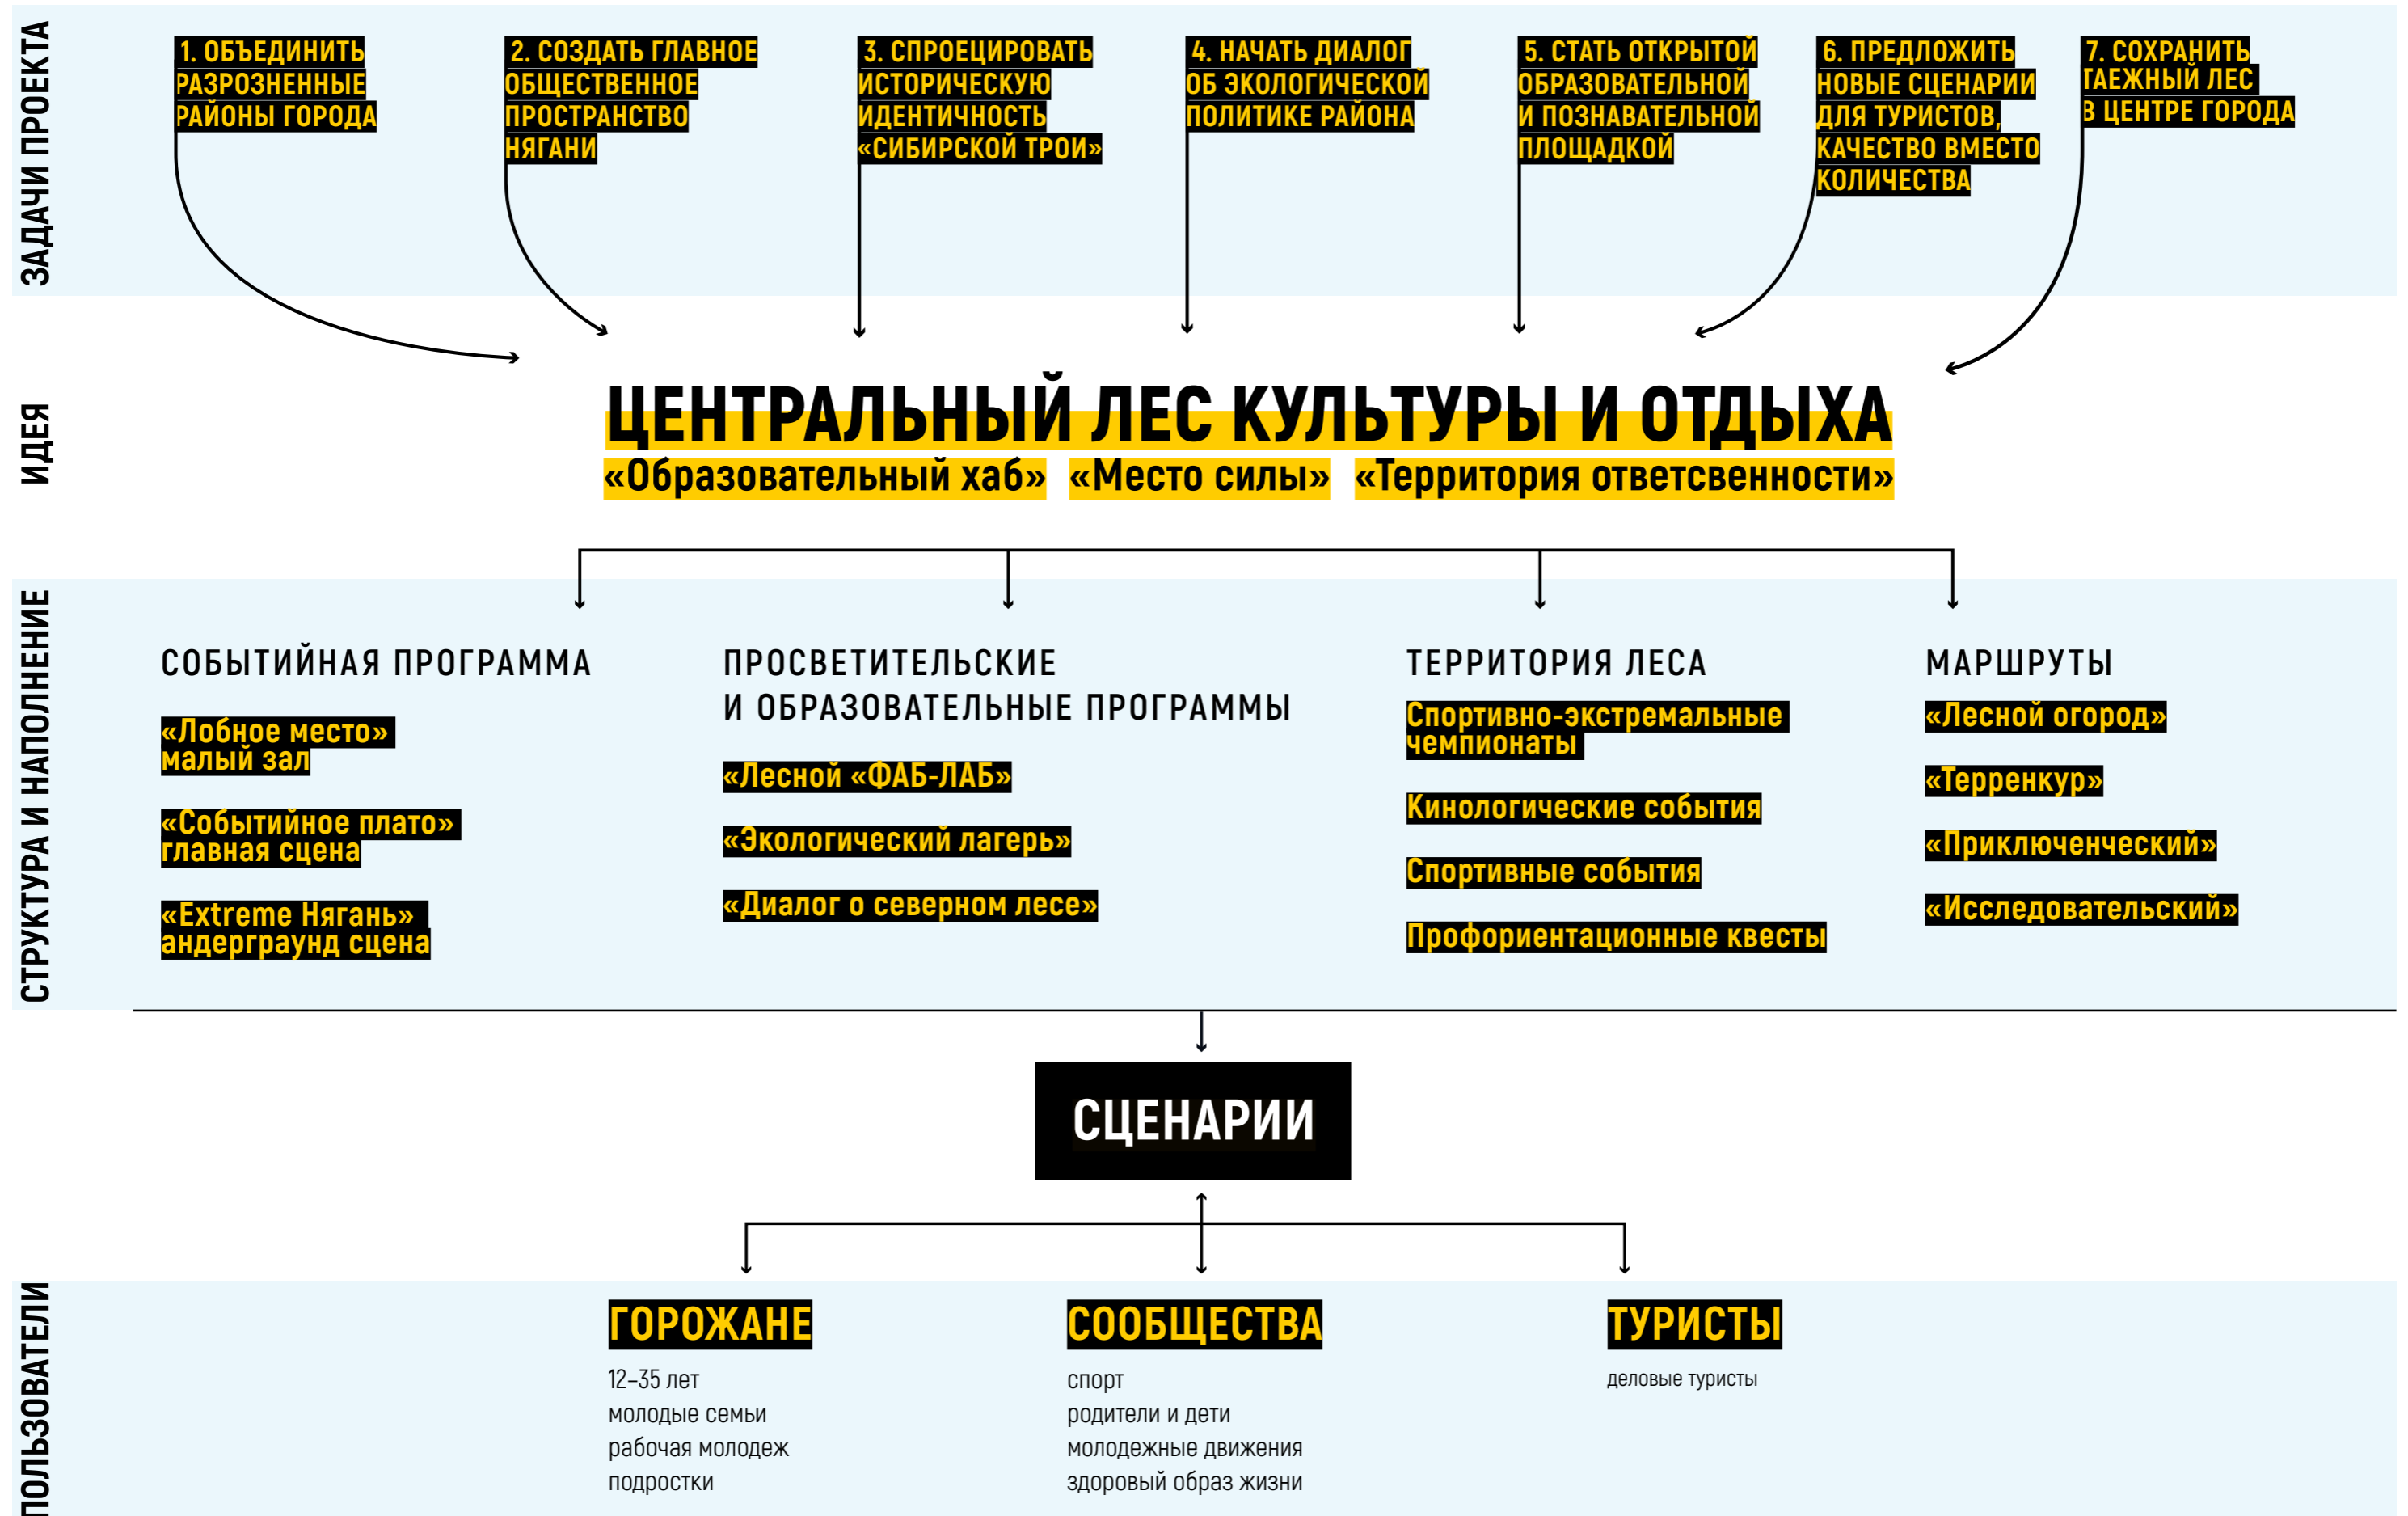 ЗАДАЧИ ПРОЕКТА
1. ОБЪЕДИНИТЬ
РАЗРОЗНЕННЫЕ
РАЙОНЫ ГОРОДА
2. СОЗДАТЬ ГЛАВНОЕ
ОБЩЕСТВЕННОЕ
ПРОСТРАНСТВО
НЯГАНИ
3. СПРОЕЦИРОВАТЬ
ИСТОРИЧЕСКУЮ
ИДЕНТИЧНОСТЬ
«СИБИРСКОЙ ТРОИ»
4. НАЧАТЬ ДИАЛОГ
ОБ ЭКОЛОГИЧЕСКОЙ
ПОЛИТИКЕ РАЙОНА
5. СТАТЬ ОТКРЫТОЙ
ОБРАЗОВАТЕЛЬНОЙ
И ПОЗНАВАТЕЛЬНОЙ
ПЛОЩАДКОЙ
6. ПРЕДЛОЖИТЬ
НОВЫЕ СЦЕНАРИИ
ДЛЯ ТУРИСТОВ,
КАЧЕСТВО ВМЕСТО
КОЛИЧЕСТВА
7. СОХРАНИТЬ
ТАЕЖНЫЙ ЛЕС
В ЦЕНТРЕ ГОРОДА
ИДЕЯ
ЦЕНТРАЛЬНЫЙ ЛЕС КУЛЬТУРЫ И ОТДЫХА
«Образовательный хаб» «Место силы» «Территория ответсвенности»
СТРУКТУРА И НАПОЛНЕНИЕ
СОБЫТИЙНАЯ ПРОГРАММА
«Лобное место»
малый зал
«Событийное плато»
главная сцена
«Extreme Нягань»
андерграунд сцена
ПРОСВЕТИТЕЛЬСКИЕ
И ОБРАЗОВАТЕЛЬНЫЕ ПРОГРАММЫ
«Лесной «ФАБ-ЛАБ»
«Экологический лагерь»
«Диалог о северном лесе»
ТЕРРИТОРИЯ ЛЕСА
Спортивно-экстремальные
чемпионаты
Кинологические события
Спортивные события
Профориентационные квесты
МАРШРУТЫ
«Лесной огород»
«Терренкур»
«Приключенческий»
«Исследовательский»
СЦЕНАРИИ
ПОЛЬЗОВАТЕЛИ
ГОРОЖАНЕ
12–35 лет
молодые семьи
рабочая молодеж
подростки
СООБЩЕСТВА
спорт
родители и дети
молодежные движения
здоровый образ жизни
ТУРИСТЫ
деловые туристы